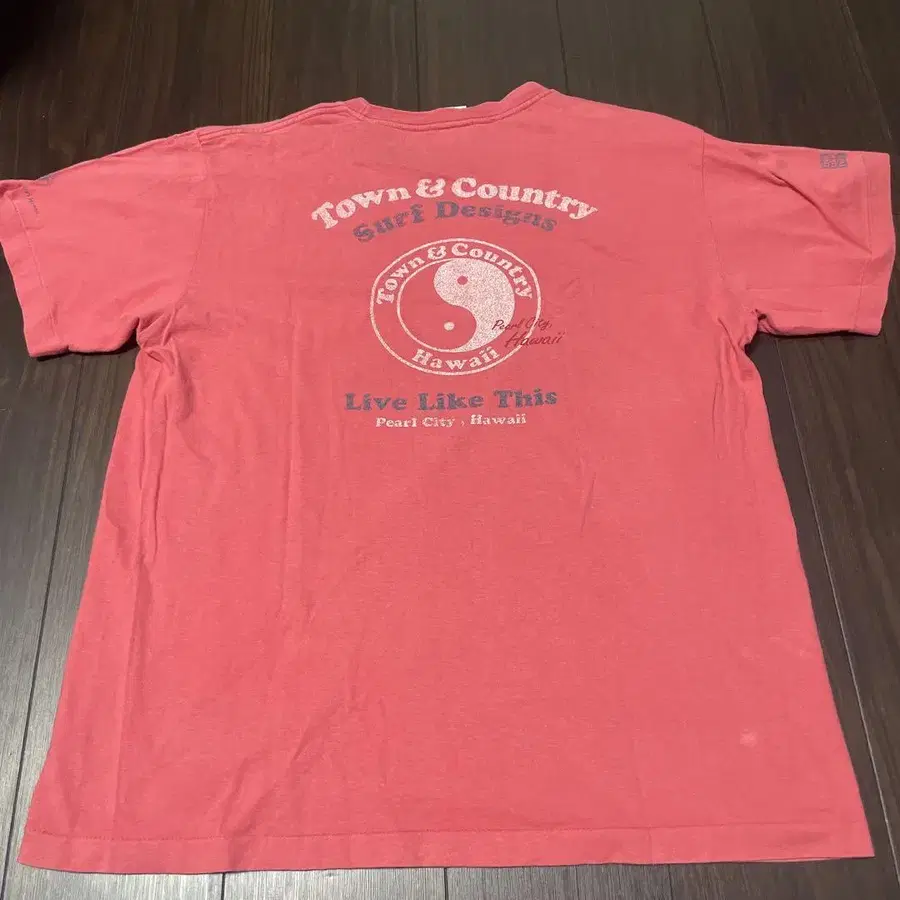 Town & Country
Surf Designs
Town & Country
Pearl City,
Hawaii
Hawaii
Live Like This
Pearl City , Hawaii